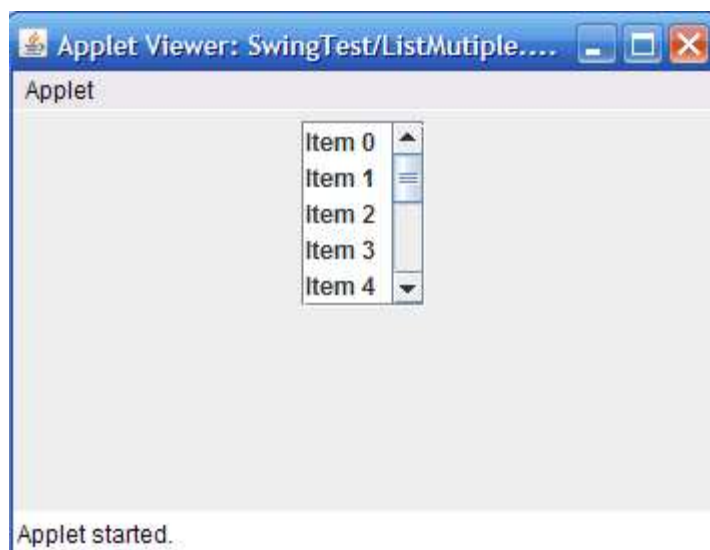 Applet Viewer: SwingTest/ListMutiple....
Applet
Item 0
Item 1
Item 2
Item 3
Item 4
Applet started.